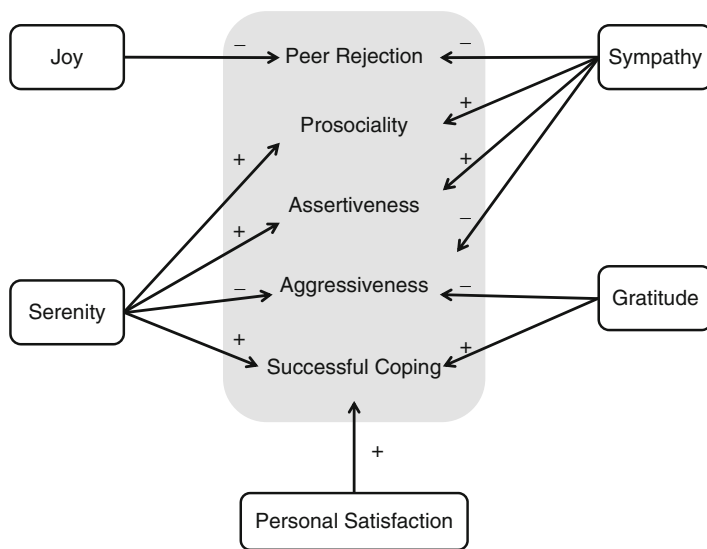 Joy
−
Peer Rejection
−
Sympathy
+
Prosociality
+
+
Assertiveness
+
−
Serenity
−
Aggressiveness
−
Gratitude
+
Successful Coping
+
+
Personal Satisfaction